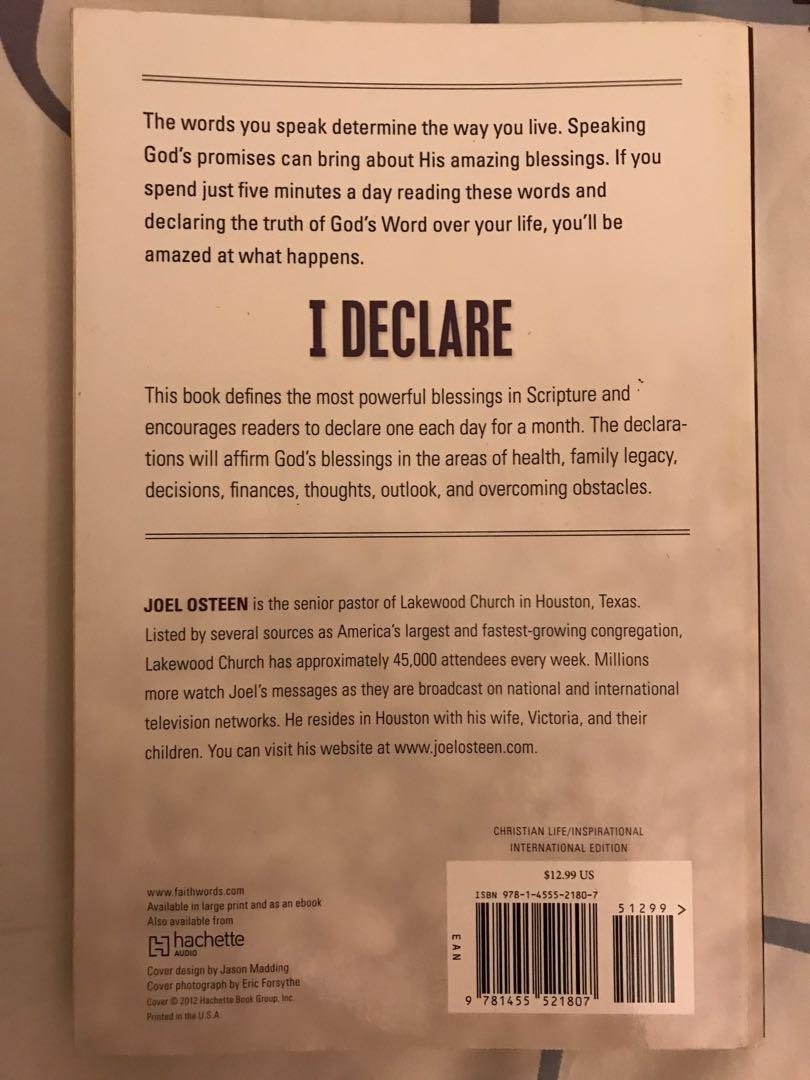 The words you speak determine the way you live. Speaking
God's promises can bring about His amazing blessings. If you
spend just five minutes a day reading these words and
declaring the truth of God's Word over your life, you'll be
amazed at what happens.
I DECLARE
This book defines the most powerful blessings in Scripture and
encourages readers to declare one each day for a month. The declara-
tions will affirm God's blessings in the areas of health, family legacy,
decisions, finances, thoughts, outlook, and overcoming obstacles.
JOEL OSTEEN is the senior pastor of Lakewood Church in Houston, Texas.
Listed by several sources as America's largest and fastest-growing congregation,
Lakewood Church has approximately 45,000 attendees every week. Millions
more watch Joel's messages as they are broadcast on national and international
television networks. He resides in Houston with his wife, Victoria, and their
children. You can visit his website at www.joelosteen.com.
CHRISTIAN LIFE/INSPIRATIONAL
INTERNATIONAL EDITION
$12.99 US
ISBN 978-1-4555-2180-7
51299 >
EAN
9 781455 521807
www.faithwords.com
Available in large print and as an ebook
Also available from
hachette
AUDIO
Cover design by Jason Madding
Cover photograph by Eric Forsythe
Cover © 2012 Hachette Book Group, Inc.
Printed in the U.S.A.